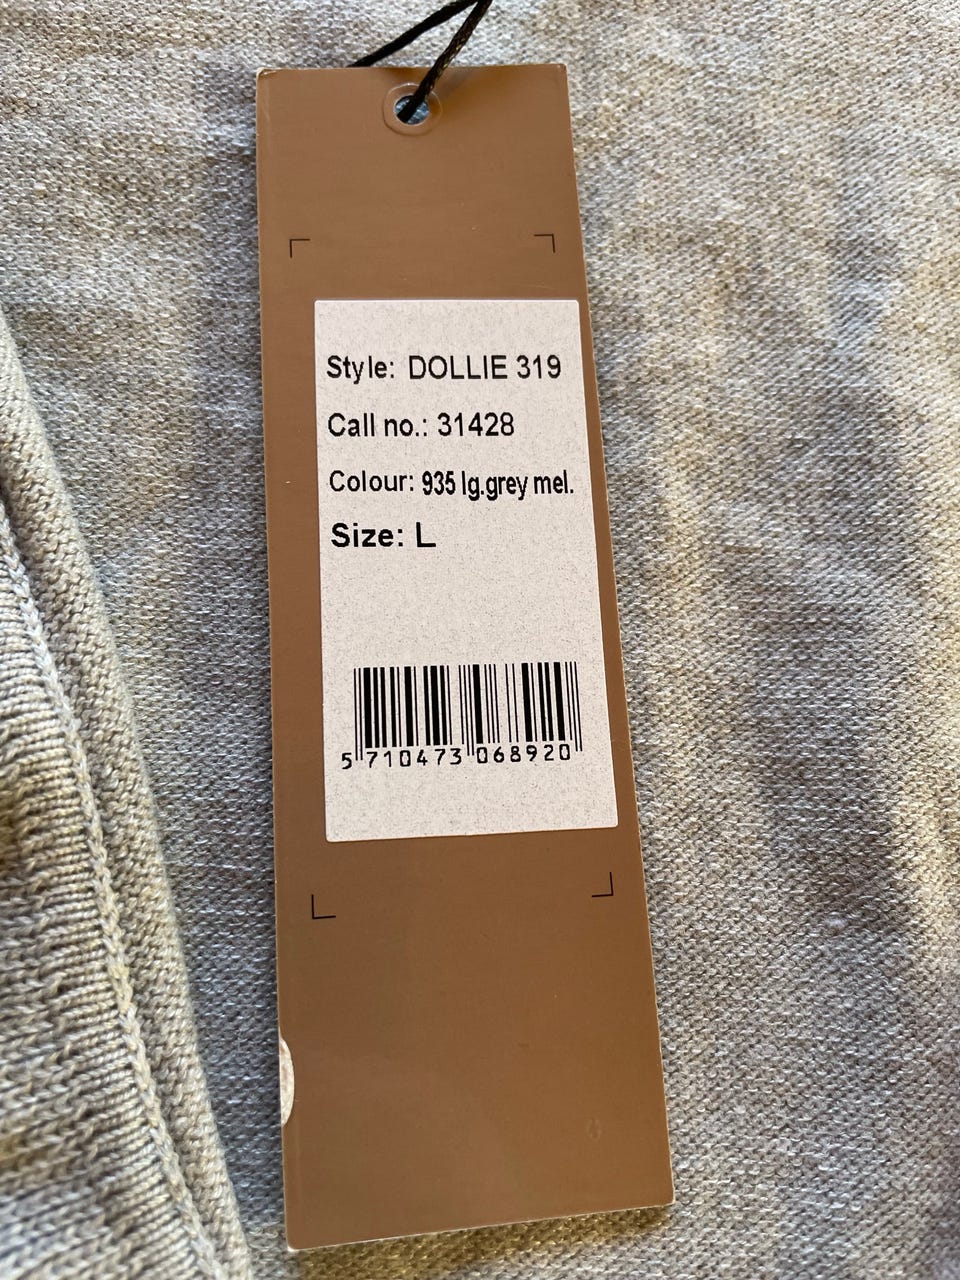 Style: DOLLIE 319
Call no.: 31428
Colour: 935 lg.grey mel.
Size: L
5 710473 068920